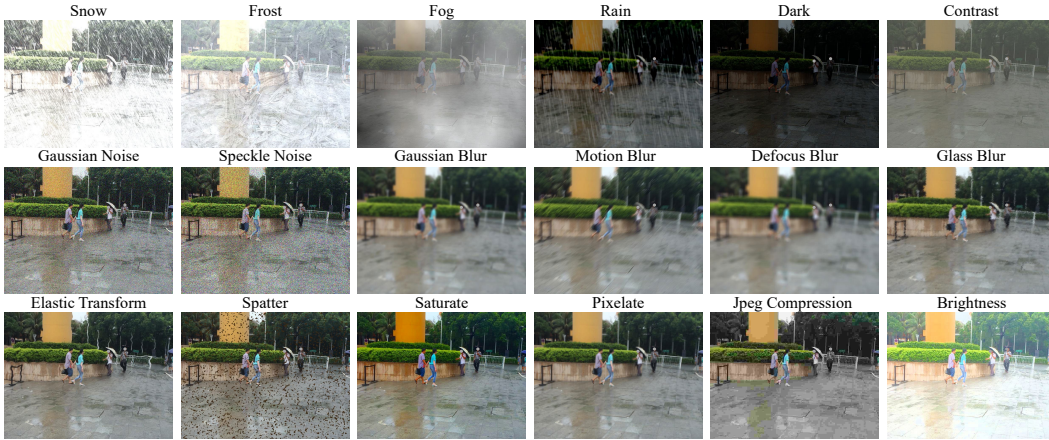 Snow
Frost
Fog
Rain
Dark
Contrast
Gaussian Noise
Speckle Noise
Gaussian Blur
Motion Blur
Defocus Blur
Glass Blur
Elastic Transform
Spatter
Saturate
Pixelate
Jpeg Compression
Brightness